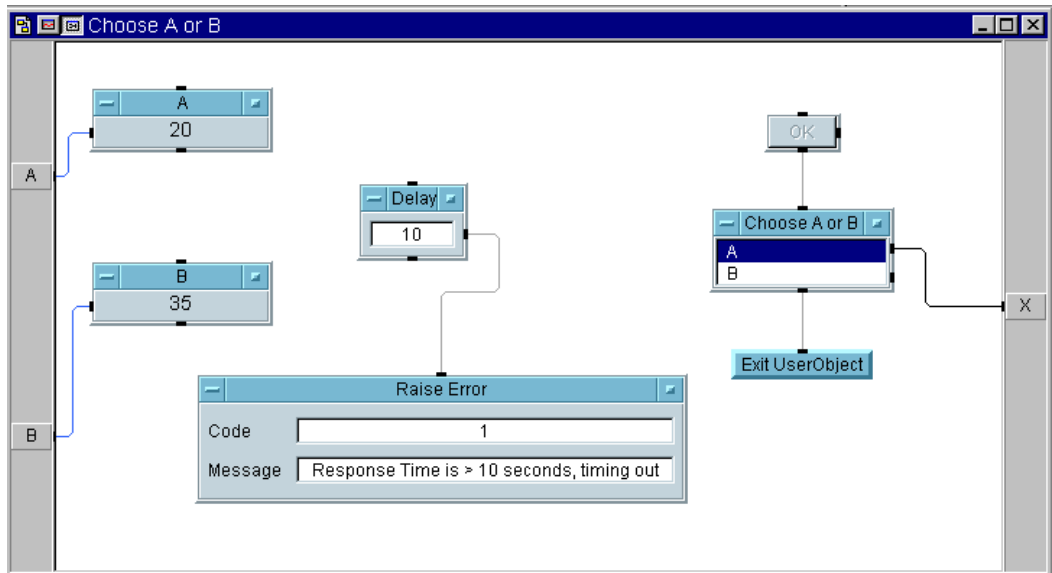 Choose A or B
A
20
A
B
35
B
Delay
10
Raise Error
Code
1
Message
Response Time is > 10 seconds, timing out
OK
Choose A or B
A
B
Exit UserObject
X